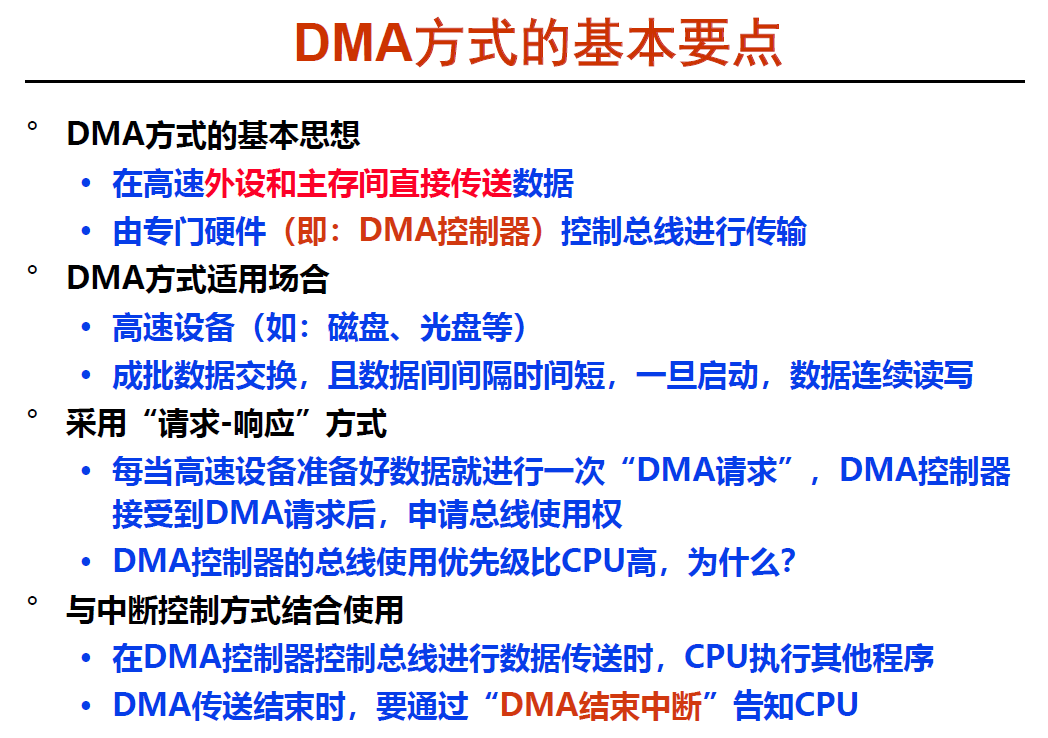 DMA方式的基本要点
° DMA方式的基本思想
• 在高速外设和主存间直接传送数据
• 由专门硬件（即：DMA控制器）控制总线进行传输
° DMA方式适用场合
• 高速设备（如：磁盘、光盘等）
• 成批数据交换，且数据间间隔时间短，一旦启动，数据连续读写
° 采用“请求-响应”方式
• 每当高速设备准备好数据就进行一次“DMA请求”，DMA控制器
接受到DMA请求后，申请总线使用权
• DMA控制器的总线使用优先级比CPU高，为什么？
° 与中断控制方式结合使用
• 在DMA控制器控制总线进行数据传送时，CPU执行其他程序
• DMA传送结束时，要通过“DMA结束中断”告知CPU